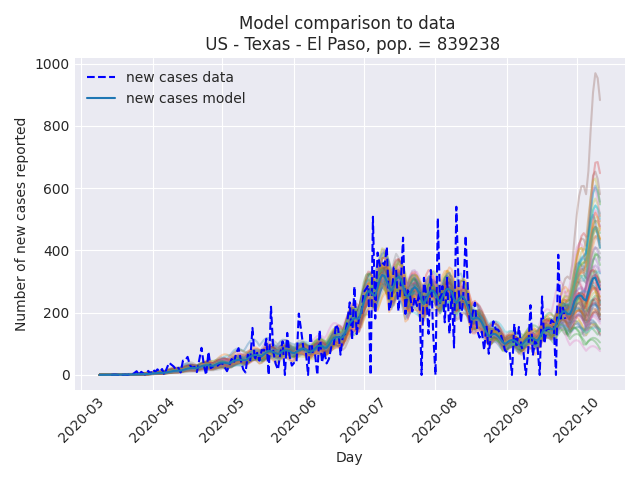 Model comparison to data
US - Texas - El Paso, pop. = 839238
new cases data
new cases model
Number of new cases reported
1000
800
600
400
200
0
2020-03
2020-04
2020-05
2020-06
2020-07
2020-08
2020-09
2020-10
Day